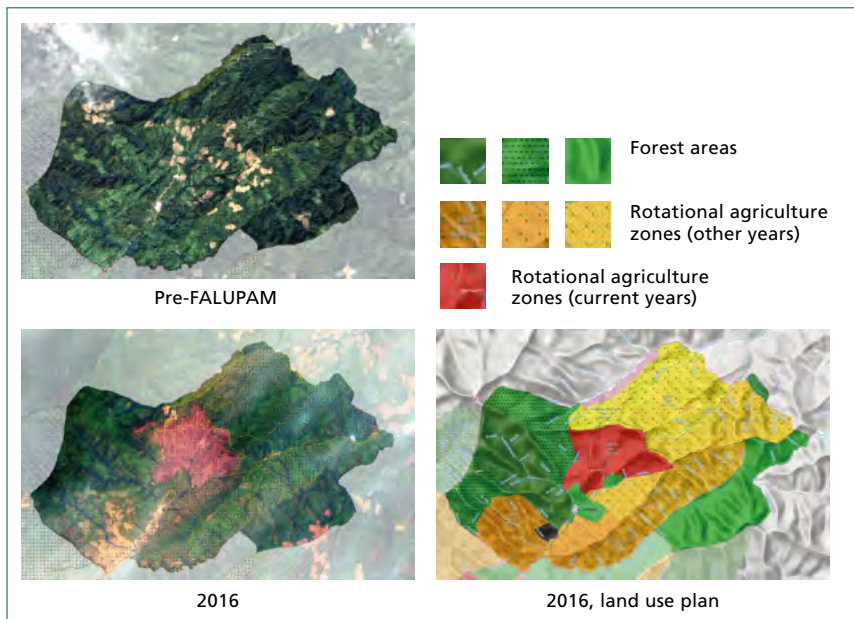 Forest areas
Rotational agriculture
zones (other years)
Rotational agriculture
zones (current years)
Pre-FALUPAM
2016
2016, land use plan